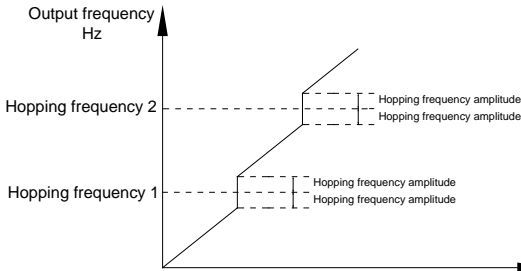 Output frequency
Hz
Hopping frequency 2
Hopping frequency amplitude
Hopping frequency amplitude
Hopping frequency 1
Hopping frequency amplitude
Hopping frequency amplitude